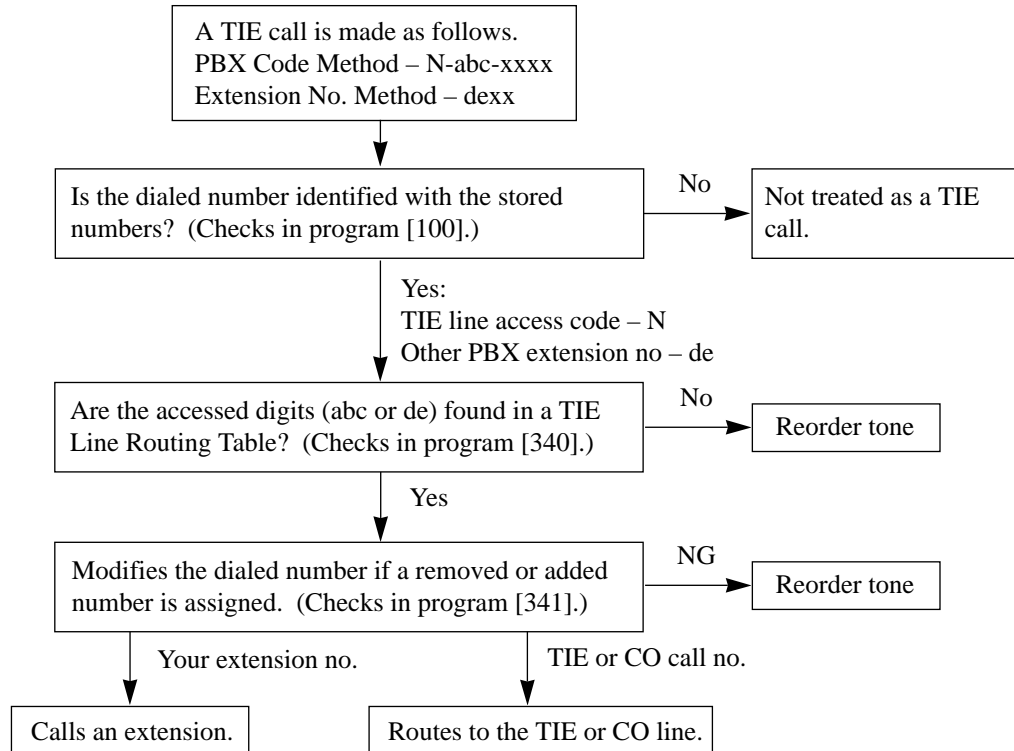 A TIE call is made as follows.
PBX Code Method – N-abc-xxxx
Extension No. Method – dexx
Is the dialed number identified with the stored
numbers? (Checks in program [100].)
No
Not treated as a TIE
call.
Yes:
TIE line access code – N
Other PBX extension no – de
Are the accessed digits (abc or de) found in a TIE
Line Routing Table? (Checks in program [340].)
No
Reorder tone
Yes
Modifies the dialed number if a removed or added
number is assigned. (Checks in program [341].)
NG
Reorder tone
Your extension no.
TIE or CO call no.
Calls an extension.
Routes to the TIE or CO line.